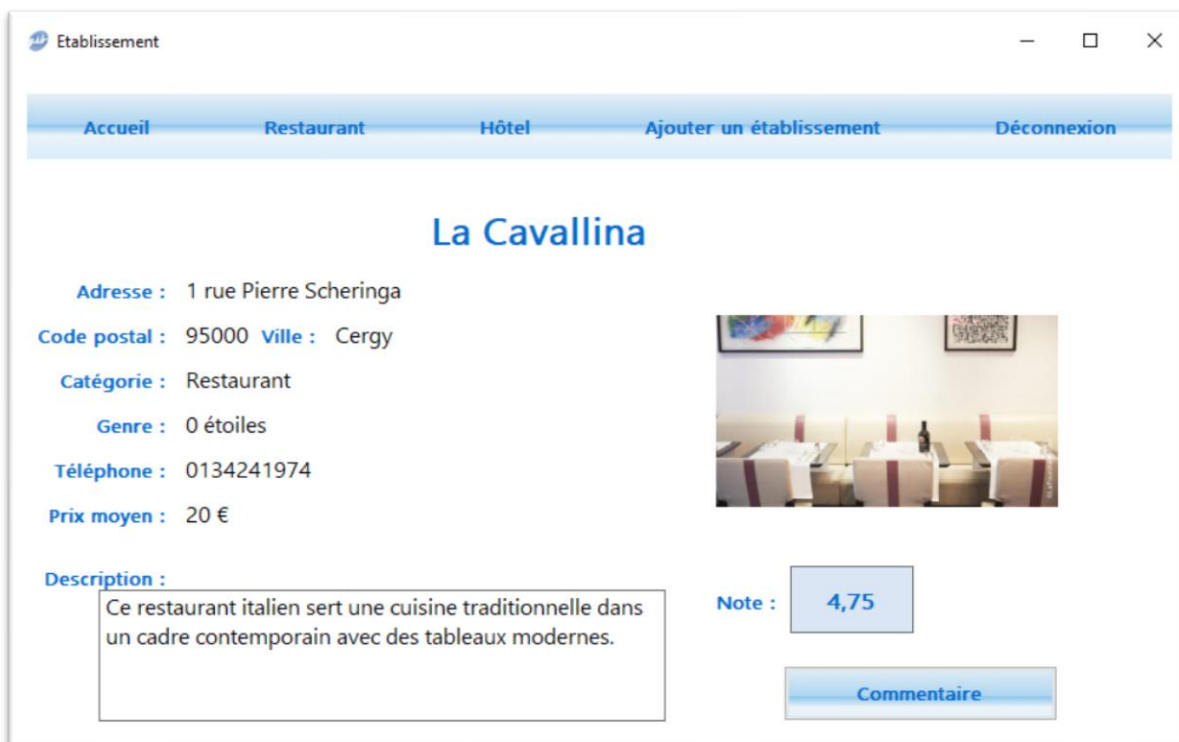 Etablissement
Accueil Restaurant Hôtel Ajouter un établissement Déconnexion
La Cavallina
Adresse : 1 rue Pierre Scheringa
Code postal : 95000 Ville : Cergy
Catégorie : Restaurant
Genre : 0 étoiles
Téléphone : 0134241974
Prix moyen : 20 €
Description :
Ce restaurant italien sert une cuisine traditionnelle dans
un cadre contemporain avec des tableaux modernes.
Note : 4,75
Commentaire